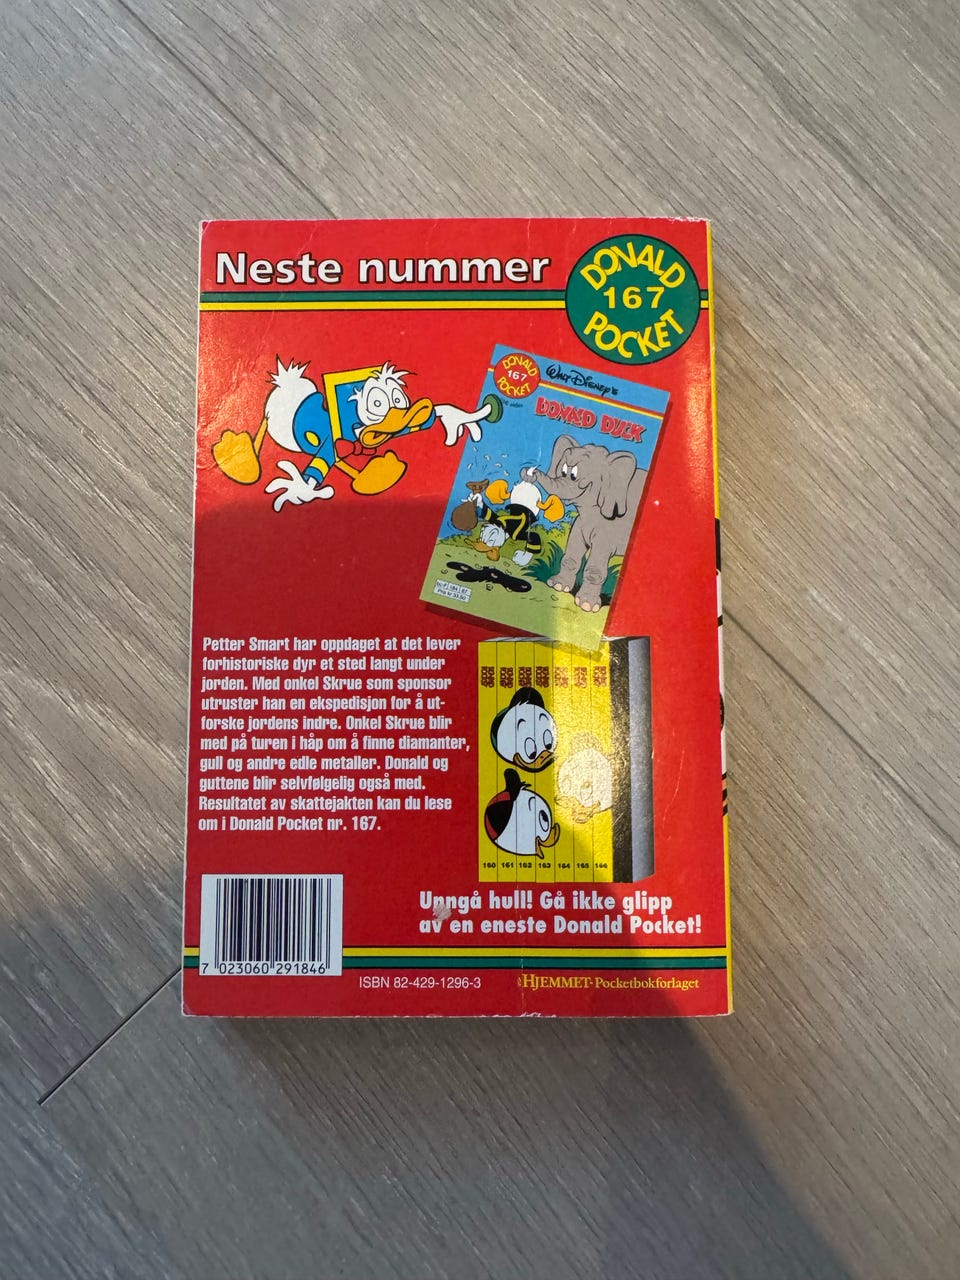 Neste nummer
DONALD
167
POCKET
DONALD
167
POCKET
WALT DISNEY'S
DONALD DUCK
Petter Smart har oppdaget at det lever
forhistoriske dyr et sted langt under
jorden. Med onkel Skrue som sponsor
utruster han en ekspedisjon for å ut-
forske jordens indre. Onkel Skrue blir
med på turen i håp om å finne diamanter,
gull og andre edle metaller. Donald og
guttene blir selvfølgelig også med.
Resultatet av skattejakten kan du lese
om i Donald Pocket nr. 167.
160 161 162 163 164 165 166
Unngå hull! Gå ikke glipp
av en eneste Donald Pocket!
7 023060 291846
ISBN 82-429-1296-3
HJEMMET-Pocketbokforlaget